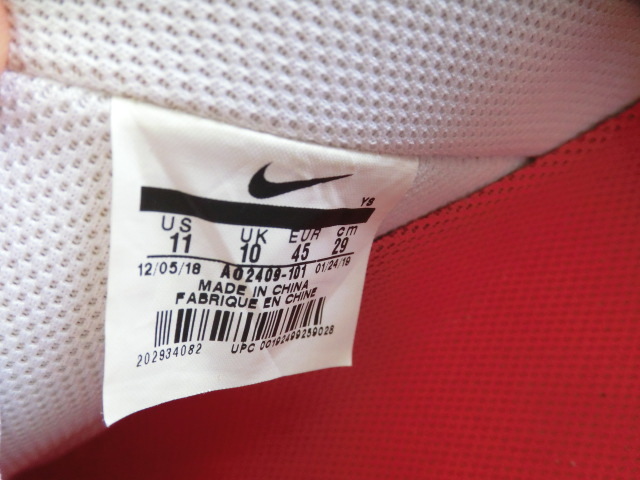 YS
US UK EUR cm
11 10 45 29
12/05/18 AO2409-101 01/24/19
MADE IN CHINA
FABRIQUE EN CHINE
202934082 UPC 00192499259028